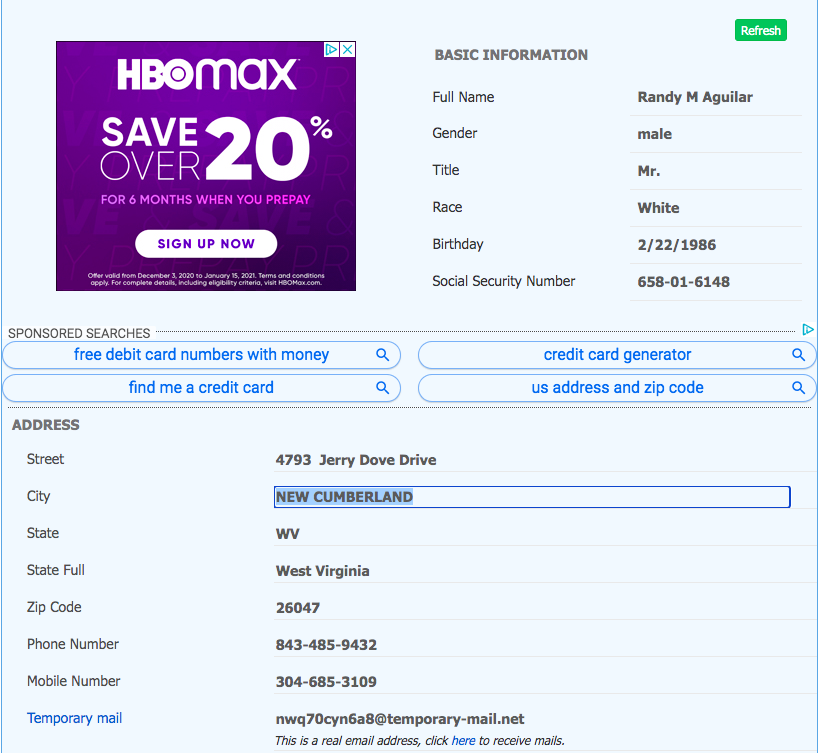 Refresh
HBOmax
SAVE
OVER 20%
FOR 6 MONTHS WHEN YOU PREPAY
SIGN UP NOW
Offer valid from December 3, 2020 to January 15, 2021. Terms and conditions
apply. For complete details, including eligibility criteria, visit HBOMax.com.
BASIC INFORMATION
Full Name Randy M Aguilar
Gender male
Title Mr.
Race White
Birthday 2/22/1986
Social Security Number 658-01-6148
SPONSORED SEARCHES
free debit card numbers with money
credit card generator
find me a credit card
us address and zip code
ADDRESS
Street 4793 Jerry Dove Drive
City NEW CUMBERLAND
State WV
State Full West Virginia
Zip Code 26047
Phone Number 843-485-9432
Mobile Number 304-685-3109
Temporary mail nwq70cyn6a8@temporary-mail.net
This is a real email address, click here to receive mails.